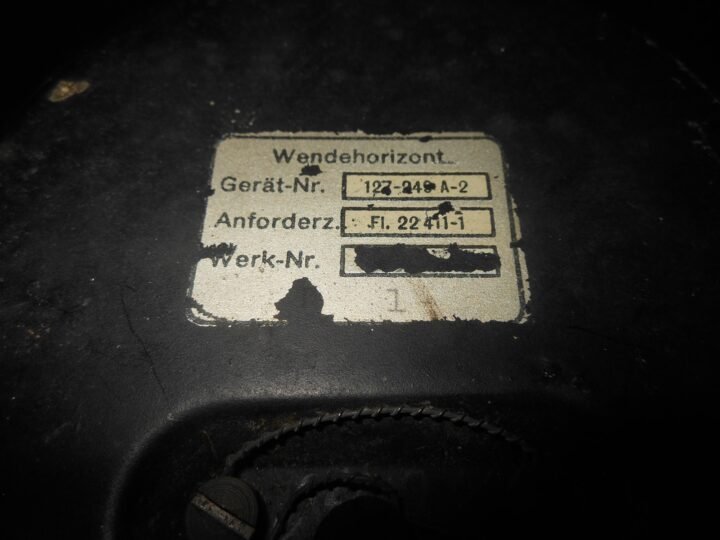 Wendehorizont
Gerät-Nr. 127-249 A-2
Anforderz. Fl. 22411-1
Werk-Nr.
1